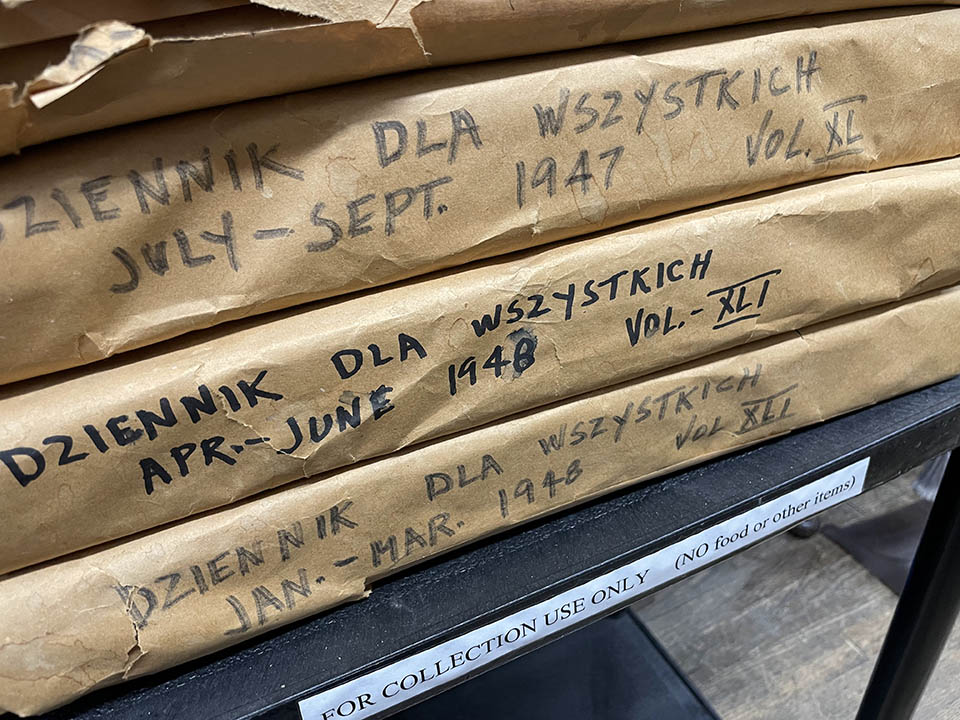 DZIENNIK DLA WSZYSTKICH
JULY-SEPT. 1947 VOL. XL
DZIENNIK DLA WSZYSTKICH
APR.-JUNE 1948 VOL.- XLI
DZIENNIK DLA WSZYSTKICH
JAN.-MAR. 1948 VOL XLI
FOR COLLECTION USE ONLY (NO food or other items)